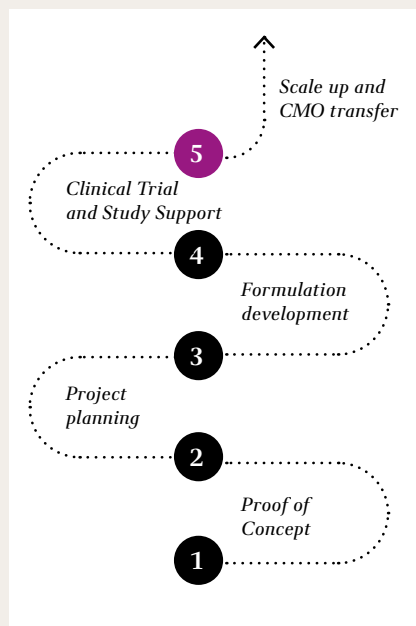 Scale up and
CMO transfer
5
Clinical Trial
and Study Support
4
Formulation
development
3
Project
planning
2
Proof of
Concept
1